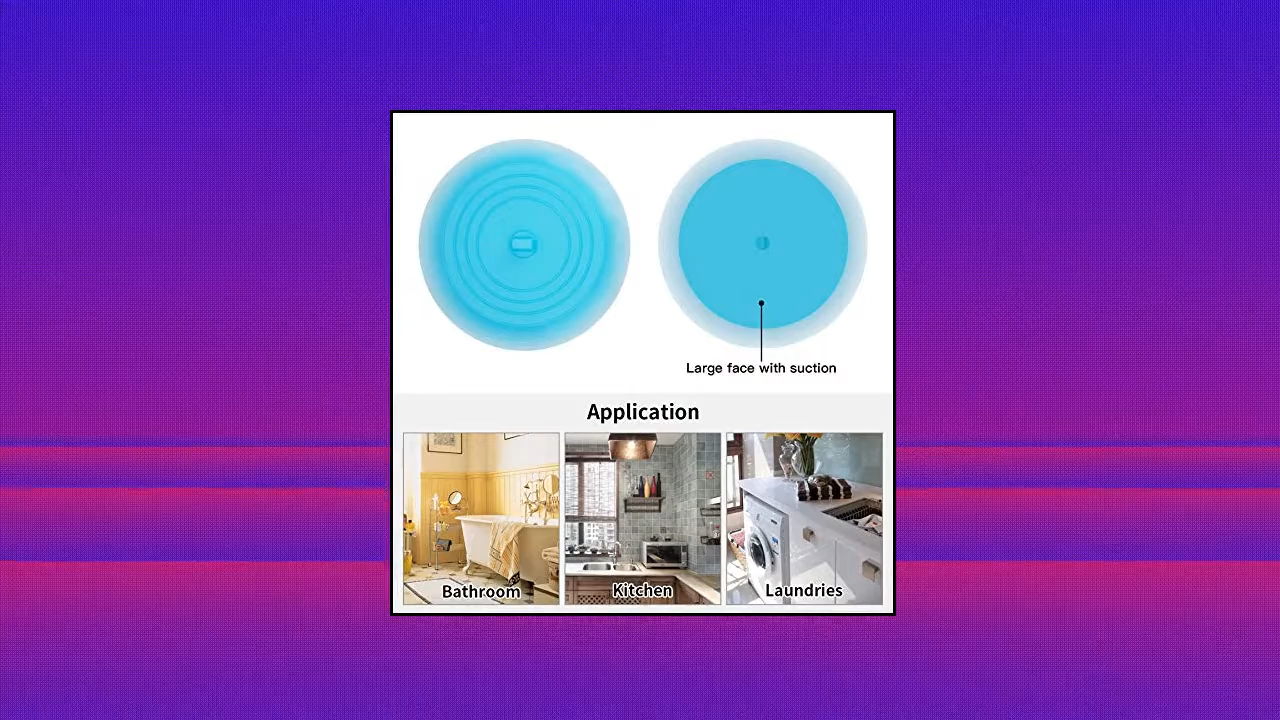 Large face with suction
Application
Bathroom
Kitchen
Laundries